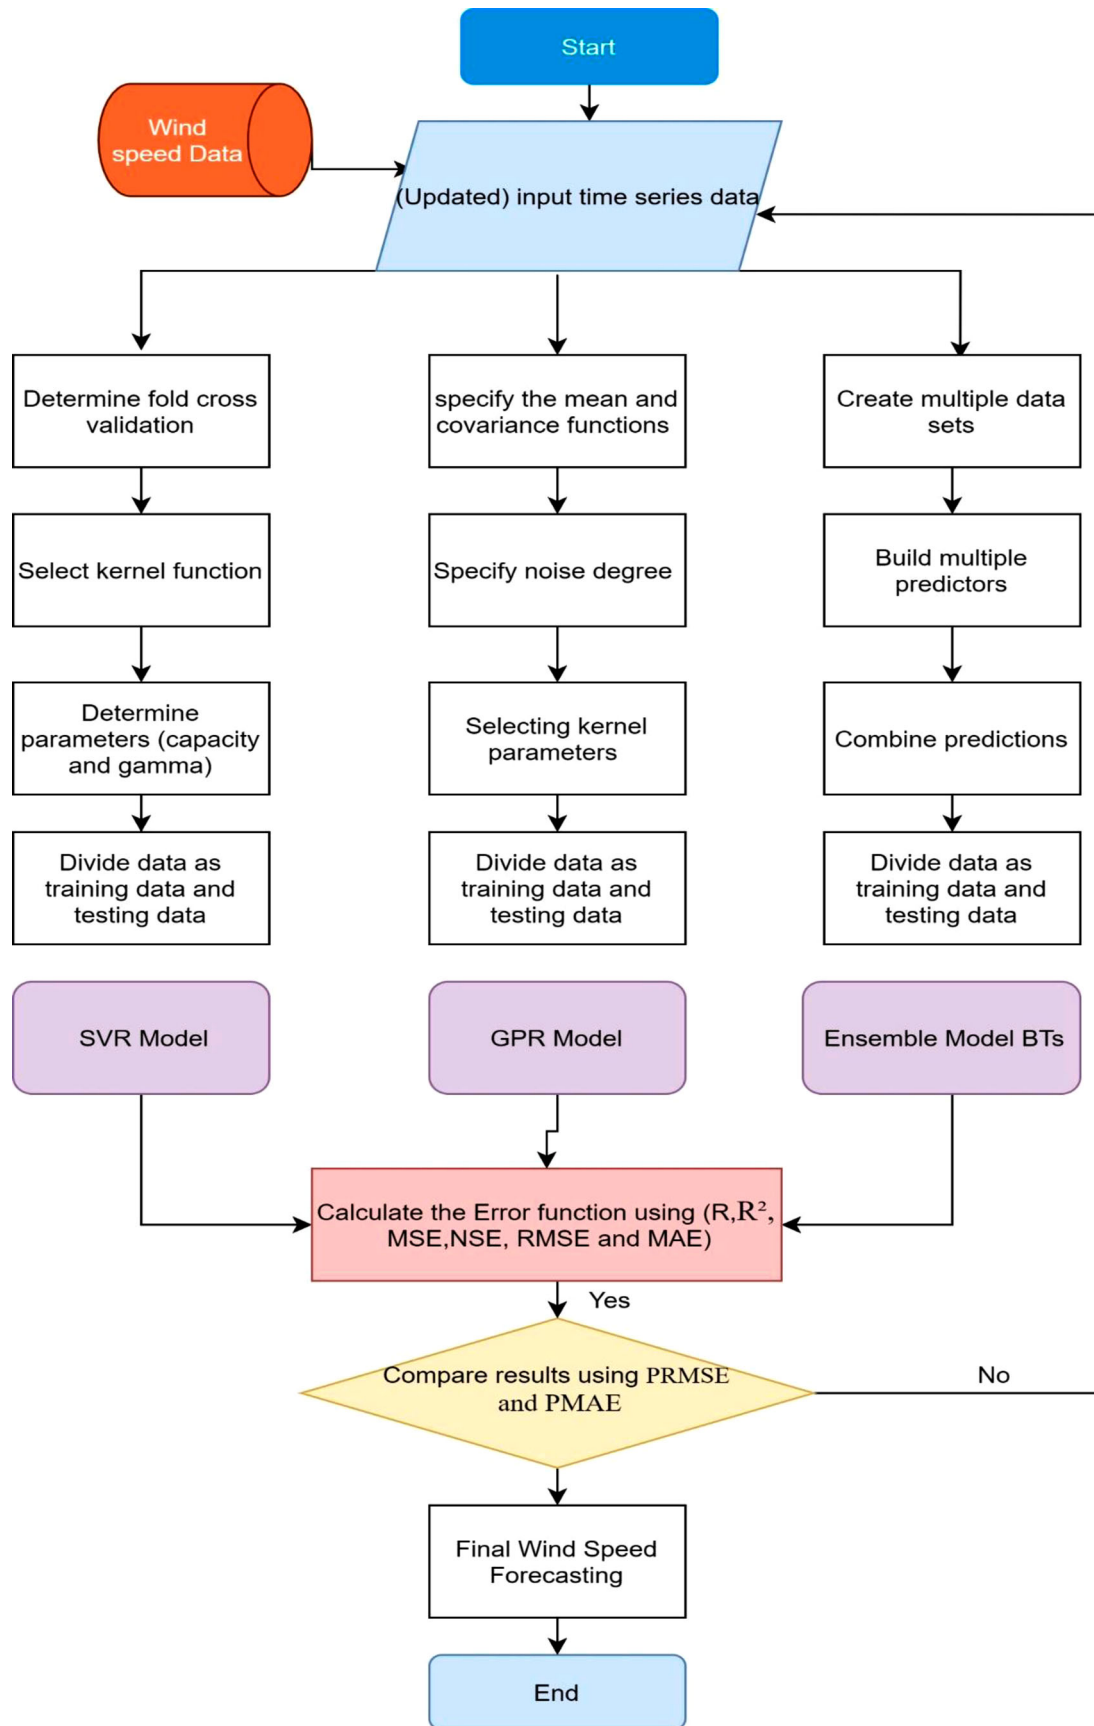 Start
Wind
speed Data
(Updated) input time series data
Determine fold cross
validation
specify the mean and
covariance functions
Create multiple data
sets
Select kernel function
Specify noise degree
Build multiple
predictors
Determine
parameters (capacity
and gamma)
Selecting kernel
parameters
Combine predictions
Divide data as
training data and
testing data
Divide data as
training data and
testing data
Divide data as
training data and
testing data
SVR Model
GPR Model
Ensemble Model BTs
Calculate the Error function using (R,R²,
MSE,NSE, RMSE and MAE)
Yes
Compare results using PRMSE
and PMAE
No
Final Wind Speed
Forecasting
End